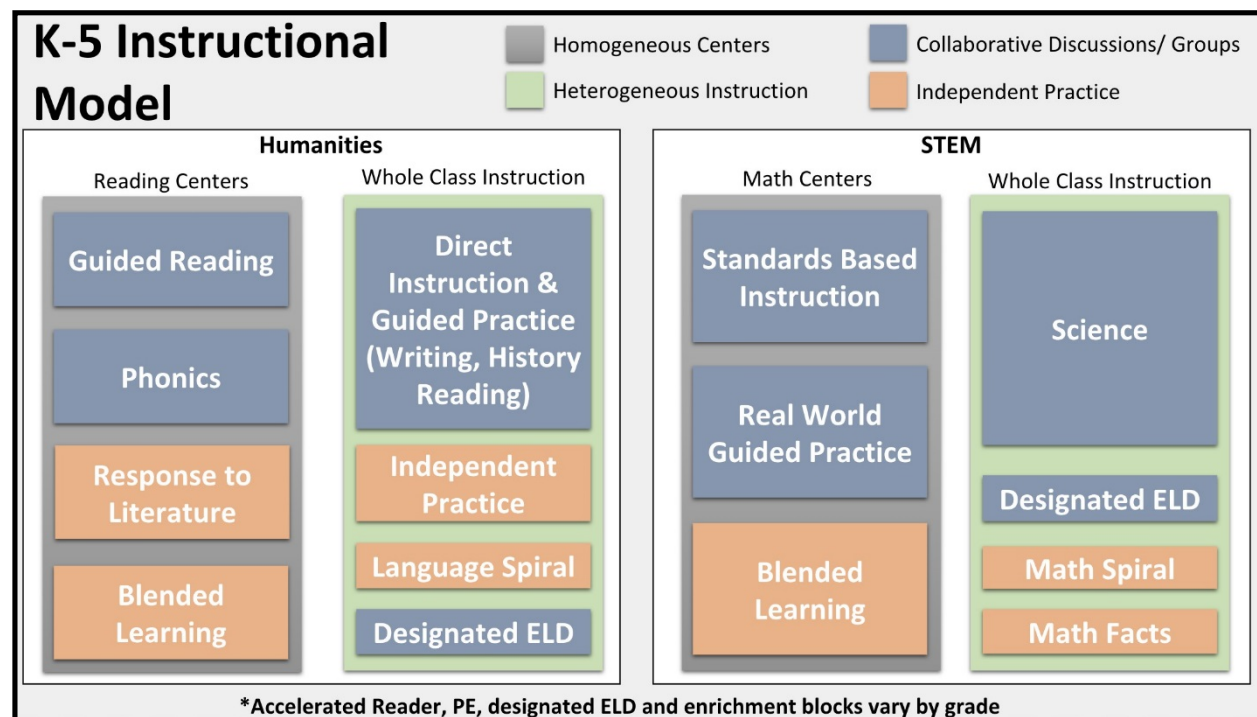 K-5 Instructional
Model
Homogeneous Centers
Heterogeneous Instruction
Collaborative Discussions/ Groups
Independent Practice
Humanities
Reading Centers
Guided Reading
Phonics
Response to
Literature
Blended
Learning
Whole Class Instruction
Direct
Instruction &
Guided Practice
(Writing, History
Reading)
Independent
Practice
Language Spiral
Designated ELD
STEM
Math Centers
Standards Based
Instruction
Real World
Guided Practice
Blended
Learning
Whole Class Instruction
Science
Designated ELD
Math Spiral
Math Facts
*Accelerated Reader, PE, designated ELD and enrichment blocks vary by grade